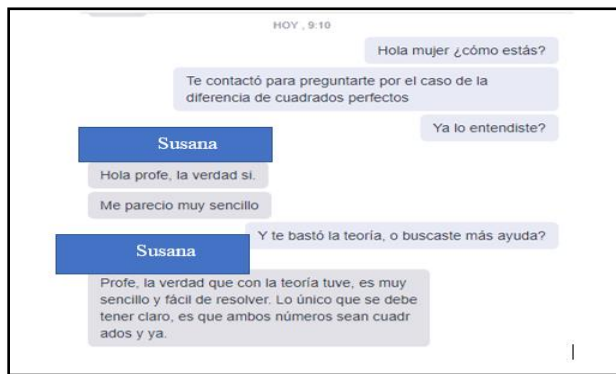 HOY , 9:10
Hola mujer ¿cómo estás?
Te contactó para preguntarte por el caso de la
diferencia de cuadrados perfectos
Ya lo entendiste?
Susana
Hola profe, la verdad si.
Me parecio muy sencillo
Y te bastó la teoría, o buscaste más ayuda?
Susana
Profe, la verdad que con la teoría tuve, es muy
sencillo y fácil de resolver. Lo único que se debe
tener claro, es que ambos números sean cuadr
ados y ya.